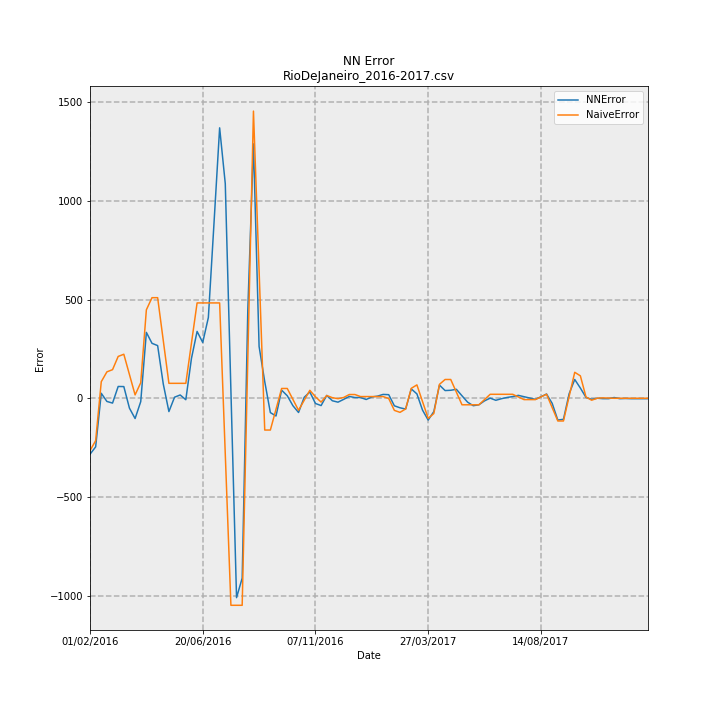 NN Error
RioDeJaneiro_2016-2017.csv
NNError
NaiveError
1500
1000
500
0
−500
−1000
Error
01/02/2016 20/06/2016 07/11/2016 27/03/2017 14/08/2017
Date